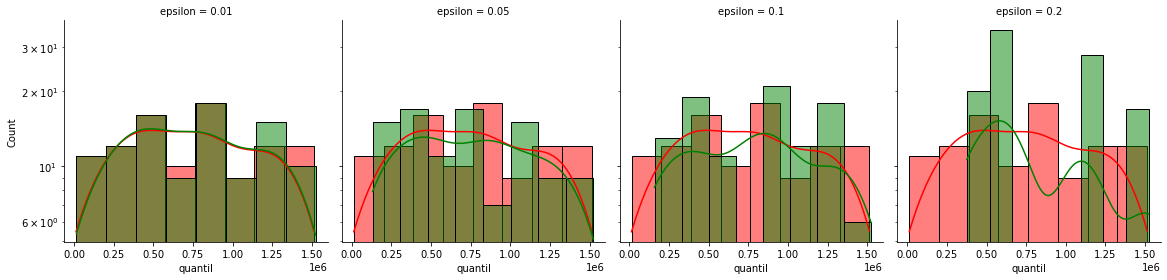 epsilon = 0.01 epsilon = 0.05 epsilon = 0.1 epsilon = 0.2
3 × 10¹
2 × 10¹
Count
10¹
6 × 10⁰
0.00 0.25 0.50 0.75 1.00 1.25 1.50 0.00 0.25 0.50 0.75 1.00 1.25 1.50 0.00 0.25 0.50 0.75 1.00 1.25 1.50 0.00 0.25 0.50 0.75 1.00 1.25 1.50
quantil 1e6 quantil 1e6 quantil 1e6 quantil 1e6